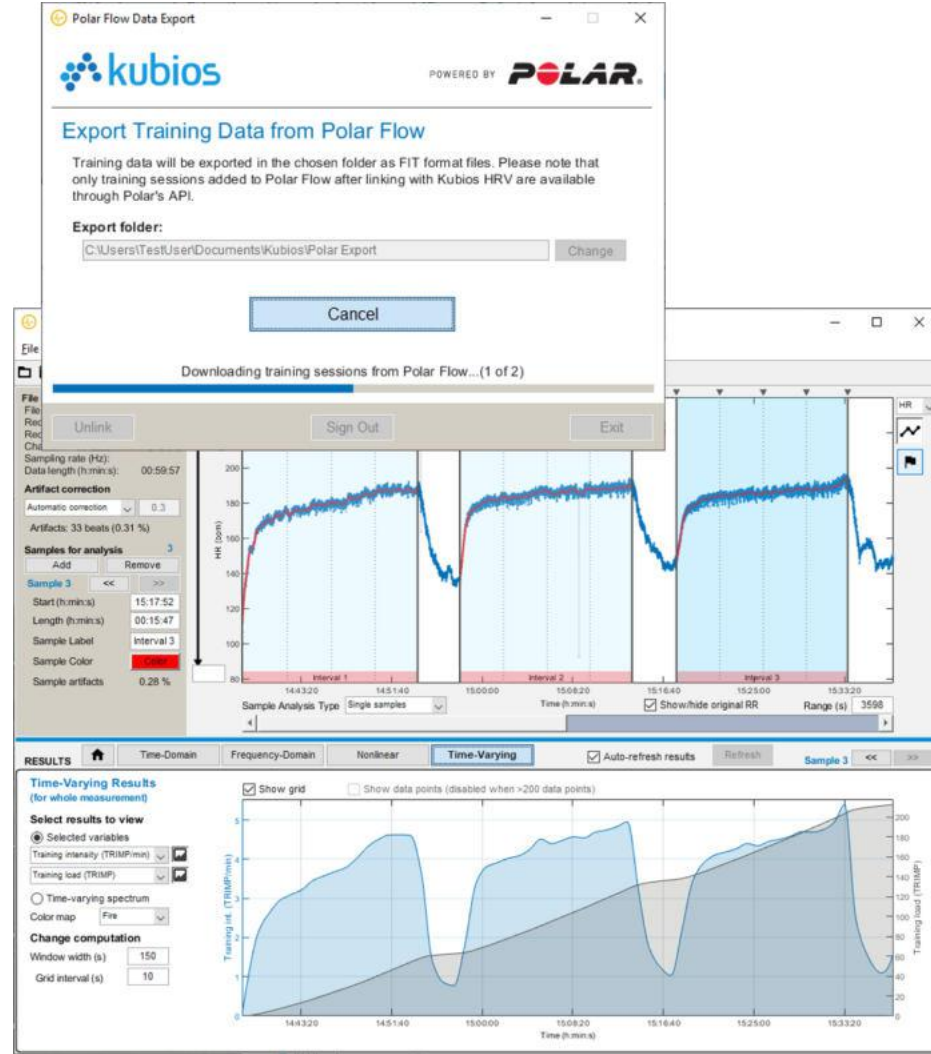 Polar Flow Data Export
kubios
POWERED BY POLAR.
Export Training Data from Polar Flow
Training data will be exported in the chosen folder as FIT format files. Please note that
only training sessions added to Polar Flow after linking with Kubios HRV are available
through Polar's API.
Export folder:
C:\Users\TestUser\Documents\Kubios\Polar Export
Change
Cancel
Downloading training sessions from Polar Flow...(1 of 2)
Unlink Sign Out Exit
File
File
File
Rec
Rec
Cha
Sampling rate (Hz):
Data length (h:min:s): 00:59:57
Artifact correction
Automatic correction 0.3
Artifacts: 33 beats (0.31 %)
Samples for analysis 3
Add Remove
Sample 3 << >>
Start (h:min:s) 15:17:52
Length (h:min:s) 00:15:47
Sample Label Interval 3
Sample Color Color
Sample artifacts 0.28 %
HR
HR (bpm)
200
180
160
140
120
100
80
Interval 1 Interval 2 Interval 3
14:43:20 14:51:40 15:00:00 15:08:20 15:16:40 15:25:00 15:33:20
Sample Analysis Type Single samples Time (h:min:s) Show/hide original RR Range (s) 3598
RESULTS Time-Domain Frequency-Domain Nonlinear Time-Varying Auto-refresh results Refresh Sample 3 << >>
Time-Varying Results
(for whole measurement)
Select results to view
Selected variables
Training intensity (TRIMP/min)
Training load (TRIMP)
Time-varying spectrum
Color map Fire
Change computation
Window width (s) 150
Grid interval (s) 10
Show grid Show data points (disabled when >200 data points)
Training int. (TRIMP/min)
5
4
3
2
1
0
200
180
160
140
120
100
80
60
40
20
0
Training load (TRIMP)
14:43:20 14:51:40 15:00:00 15:08:20 15:16:40 15:25:00 15:33:20
Time (h:min:s)